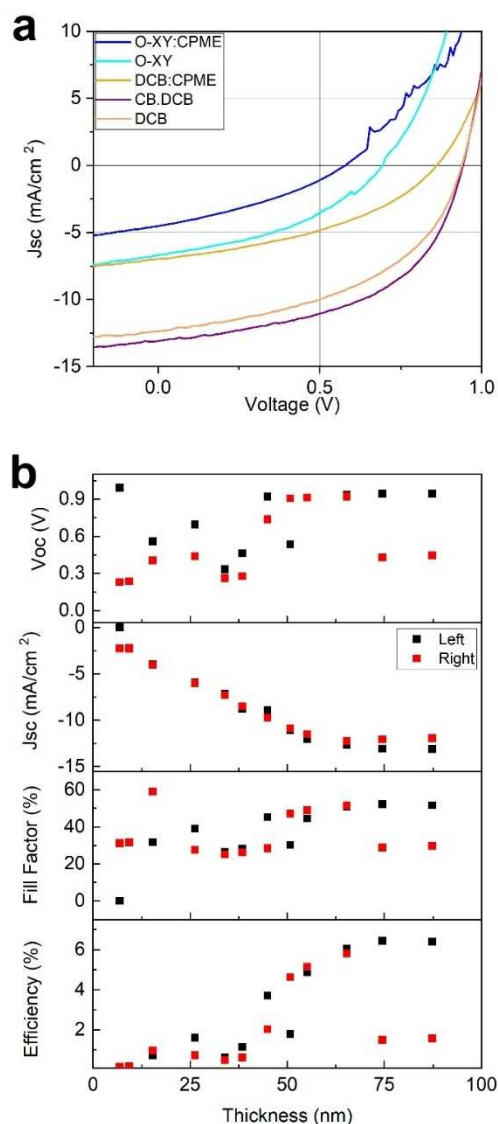 a
O-XY:CPME
O-XY
DCB:CPME
CB.DCB
DCB
10
5
0
-5
-10
-15
Jsc (mA/cm ²)
0.0
0.5
1.0
Voltage (V)
b
0.9
0.6
0.3
0.0
Voc (V)
0
-5
-10
-15
Jsc (mA/cm²)
Left
Right
60
40
20
0
Fill Factor (%)
6
4
2
Efficiency (%)
0
25
50
75
100
Thickness (nm)